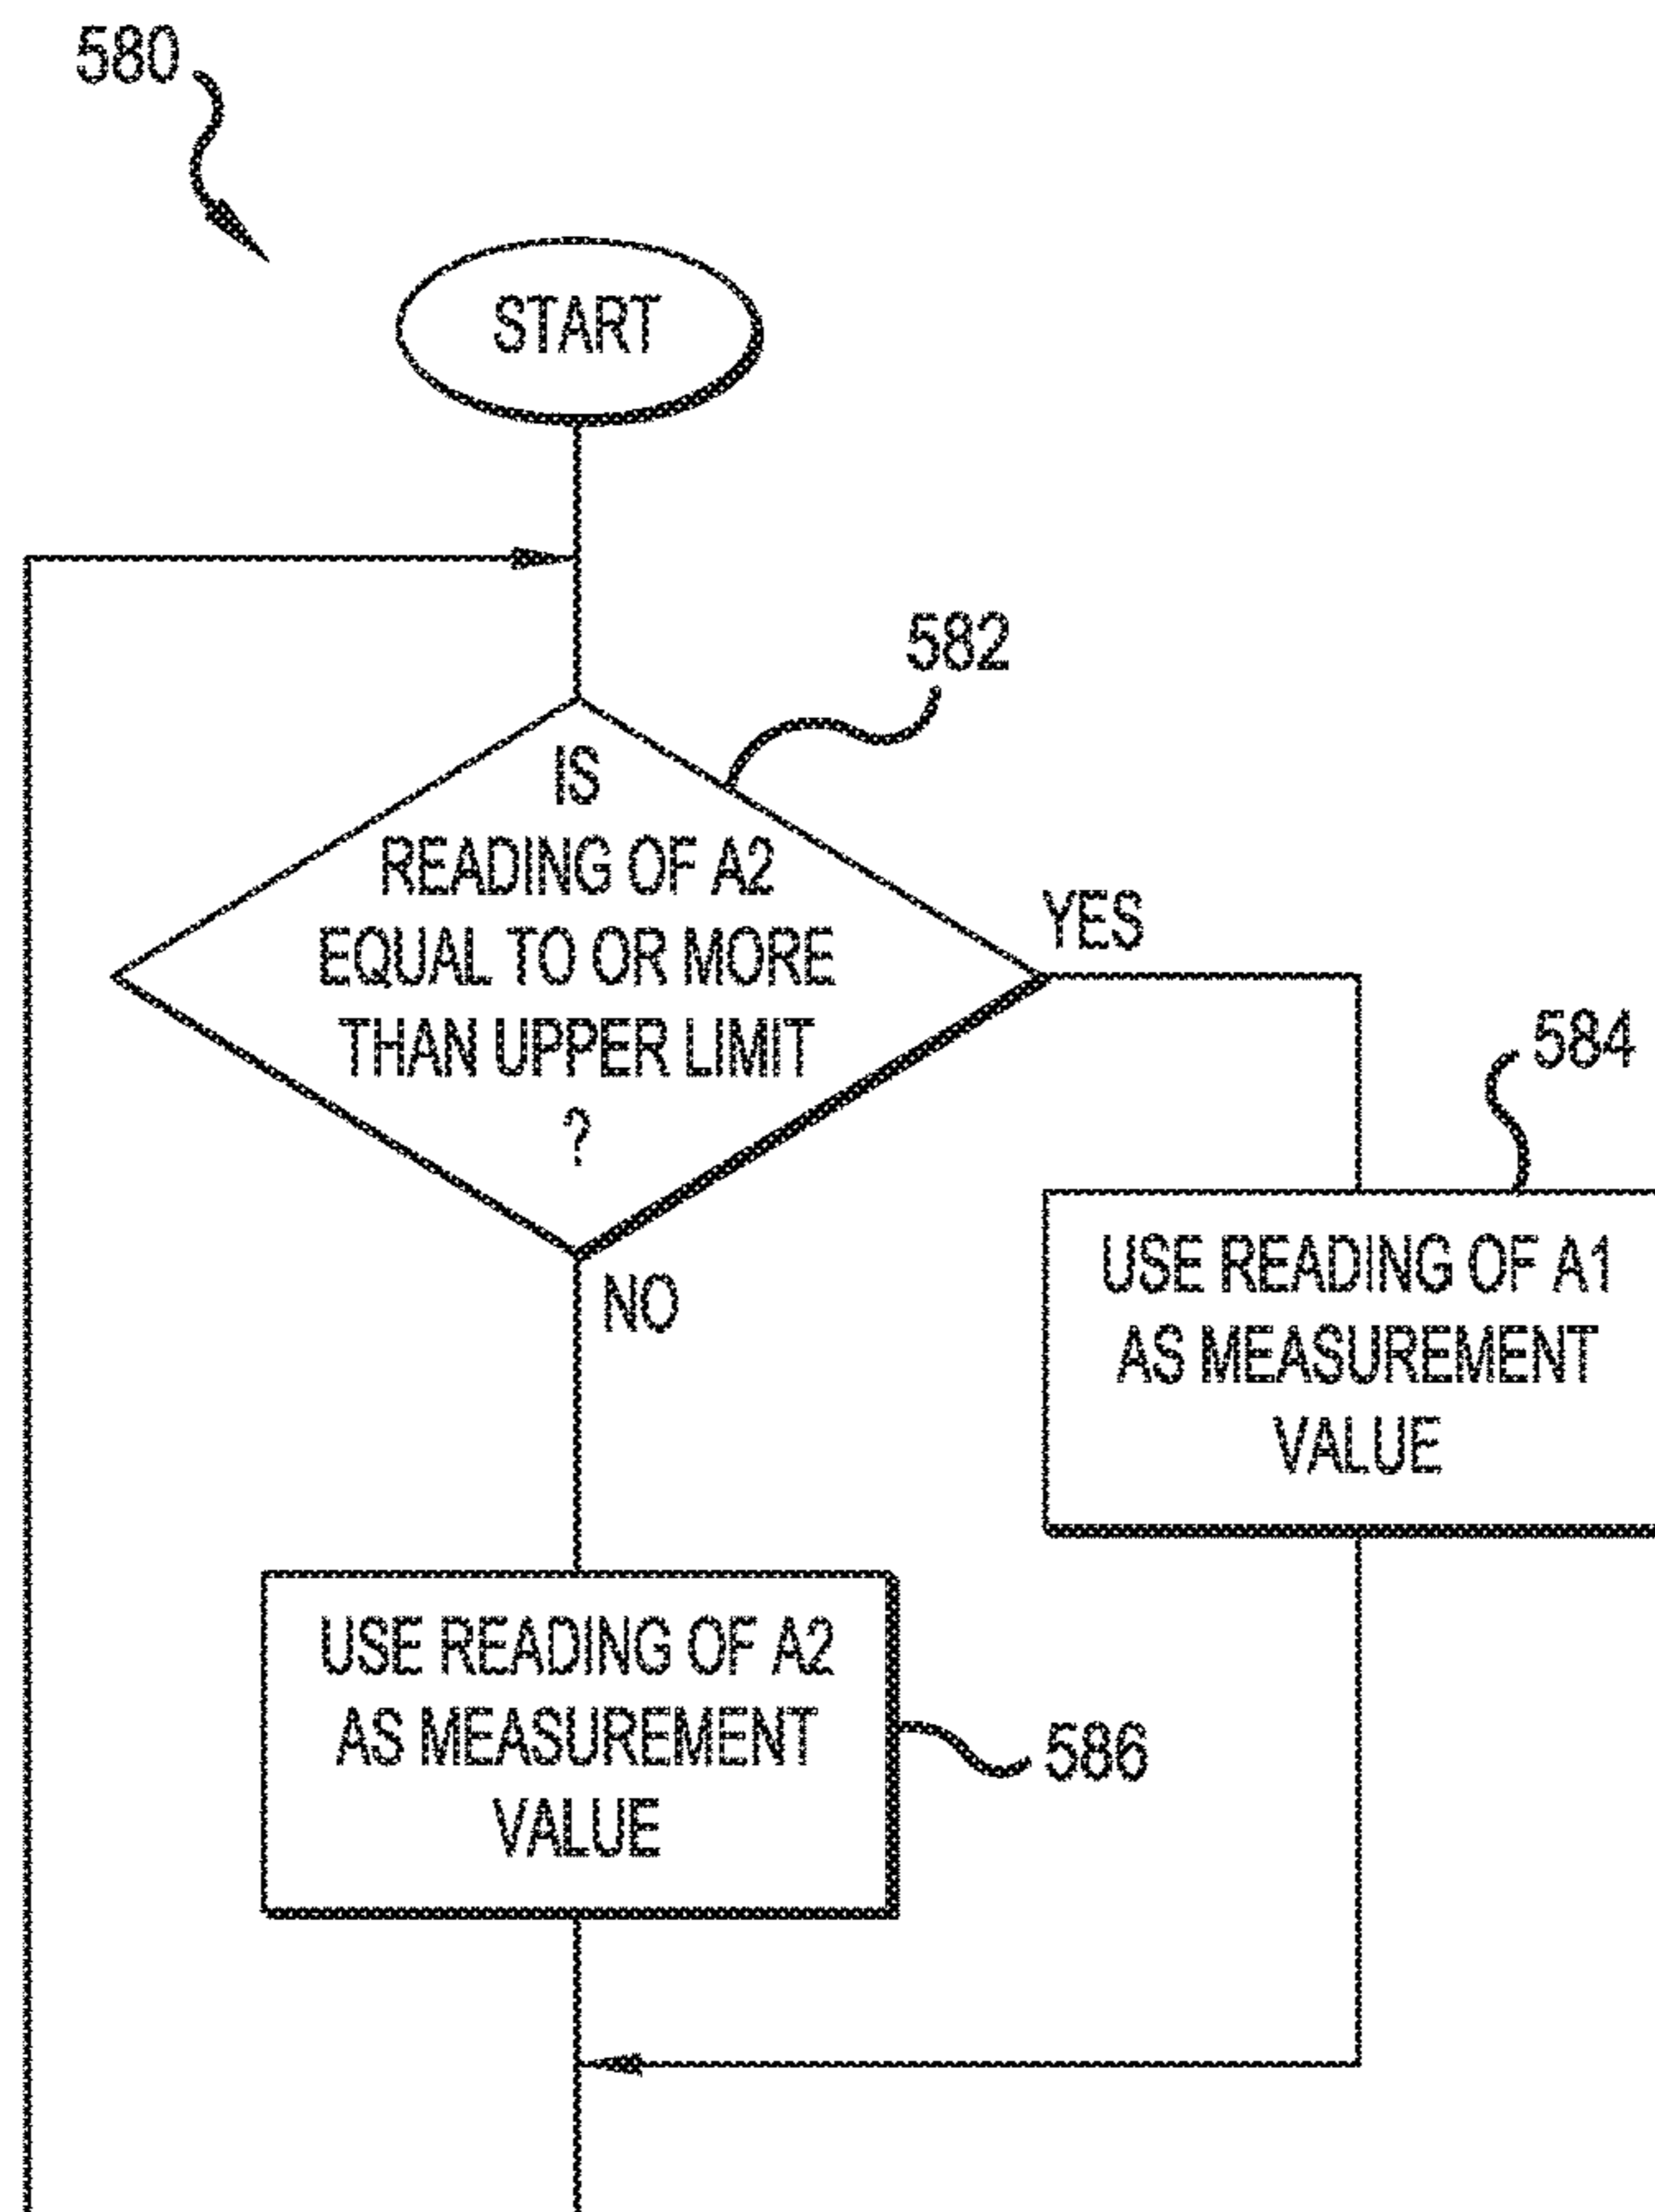 580
START
582
IS
READING OF A2
EQUAL TO OR MORE
THAN UPPER LIMIT
?
YES
584
USE READING OF A1
AS MEASUREMENT
VALUE
NO
USE READING OF A2
AS MEASUREMENT
VALUE
586